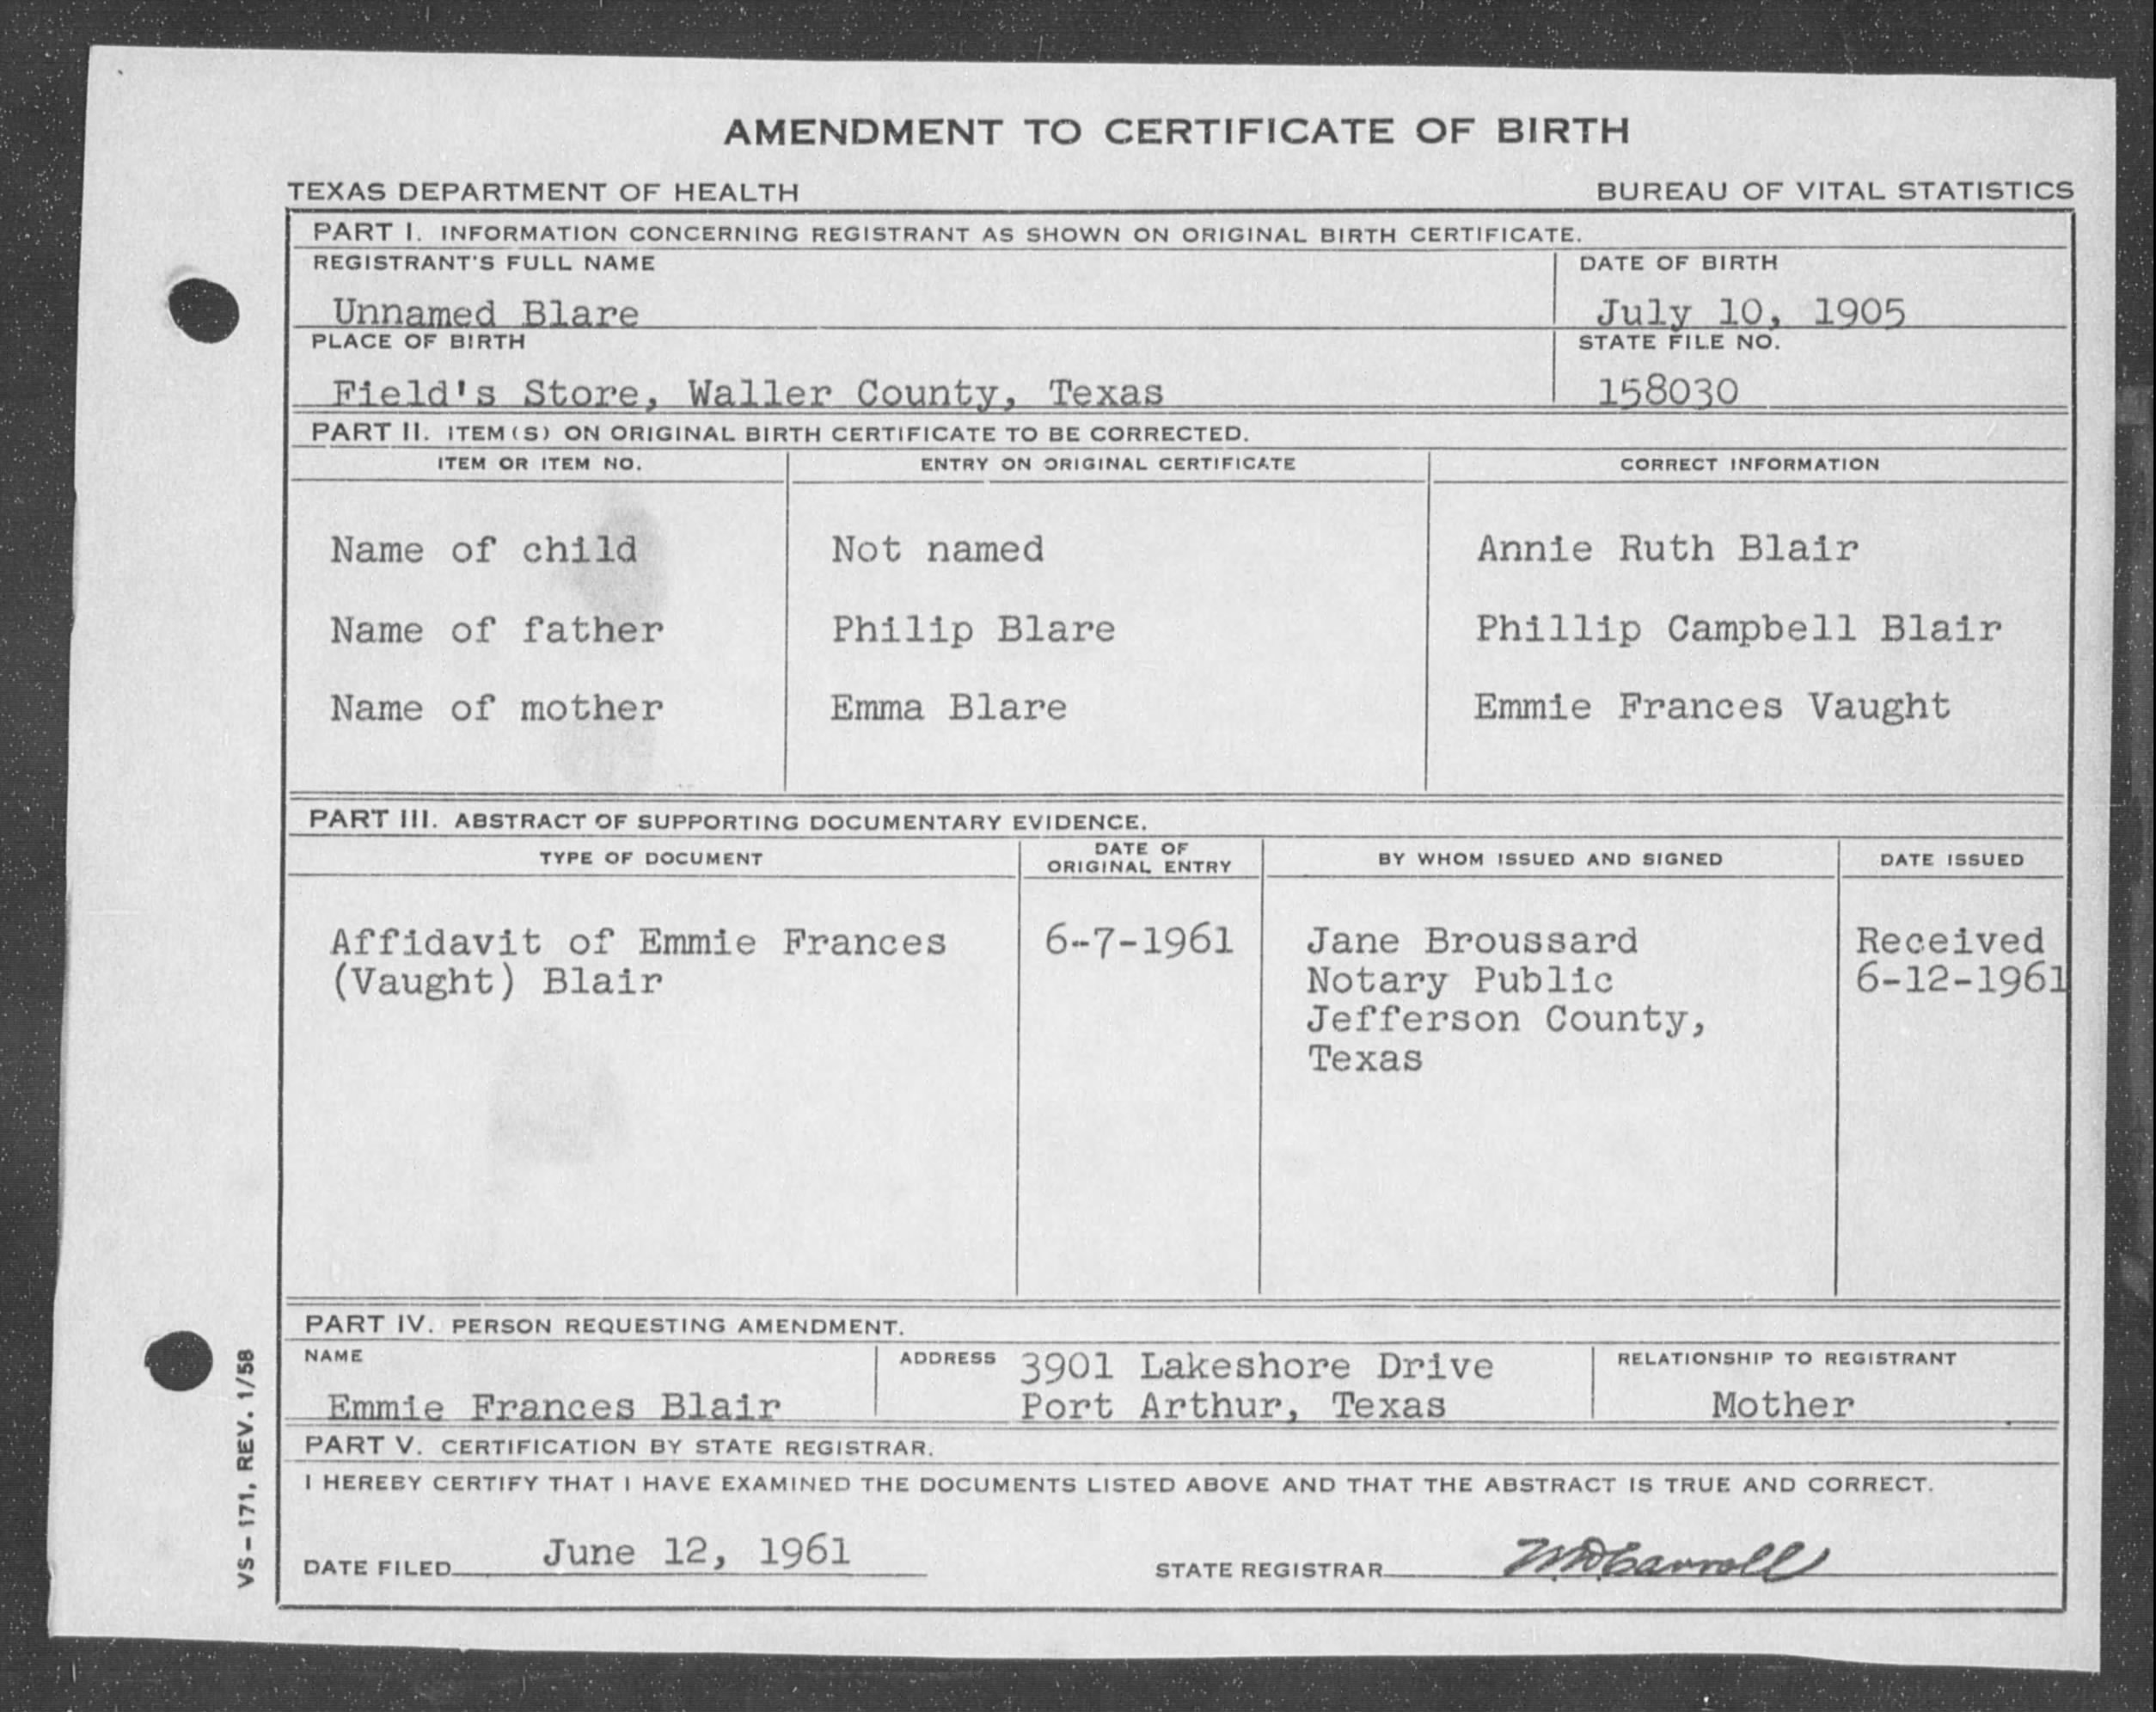 AMENDMENT TO CERTIFICATE OF BIRTH
TEXAS DEPARTMENT OF HEALTH BUREAU OF VITAL STATISTICS
PART I. INFORMATION CONCERNING REGISTRANT AS SHOWN ON ORIGINAL BIRTH CERTIFICATE.
REGISTRANT'S FULL NAME DATE OF BIRTH
Unnamed Blare July 10, 1905
PLACE OF BIRTH STATE FILE NO.
Field's Store, Waller County, Texas 158030
PART II. ITEM(S) ON ORIGINAL BIRTH CERTIFICATE TO BE CORRECTED.
ITEM OR ITEM NO. ENTRY ON ORIGINAL CERTIFICATE CORRECT INFORMATION
Name of child Not named Annie Ruth Blair
Name of father Philip Blare Phillip Campbell Blair
Name of mother Emma Blare Emmie Frances Vaught
PART III. ABSTRACT OF SUPPORTING DOCUMENTARY EVIDENCE.
TYPE OF DOCUMENT DATE OF ORIGINAL ENTRY BY WHOM ISSUED AND SIGNED DATE ISSUED
Affidavit of Emmie Frances 6-7-1961 Jane Broussard Received
(Vaught) Blair Notary Public 6-12-1961
Jefferson County,
Texas
PART IV. PERSON REQUESTING AMENDMENT.
NAME ADDRESS 3901 Lakeshore Drive RELATIONSHIP TO REGISTRANT
Emmie Frances Blair Port Arthur, Texas Mother
PART V. CERTIFICATION BY STATE REGISTRAR.
I HEREBY CERTIFY THAT I HAVE EXAMINED THE DOCUMENTS LISTED ABOVE AND THAT THE ABSTRACT IS TRUE AND CORRECT.
DATE FILED June 12, 1961 STATE REGISTRAR W D Carroll
VS-171, REV. 1/58